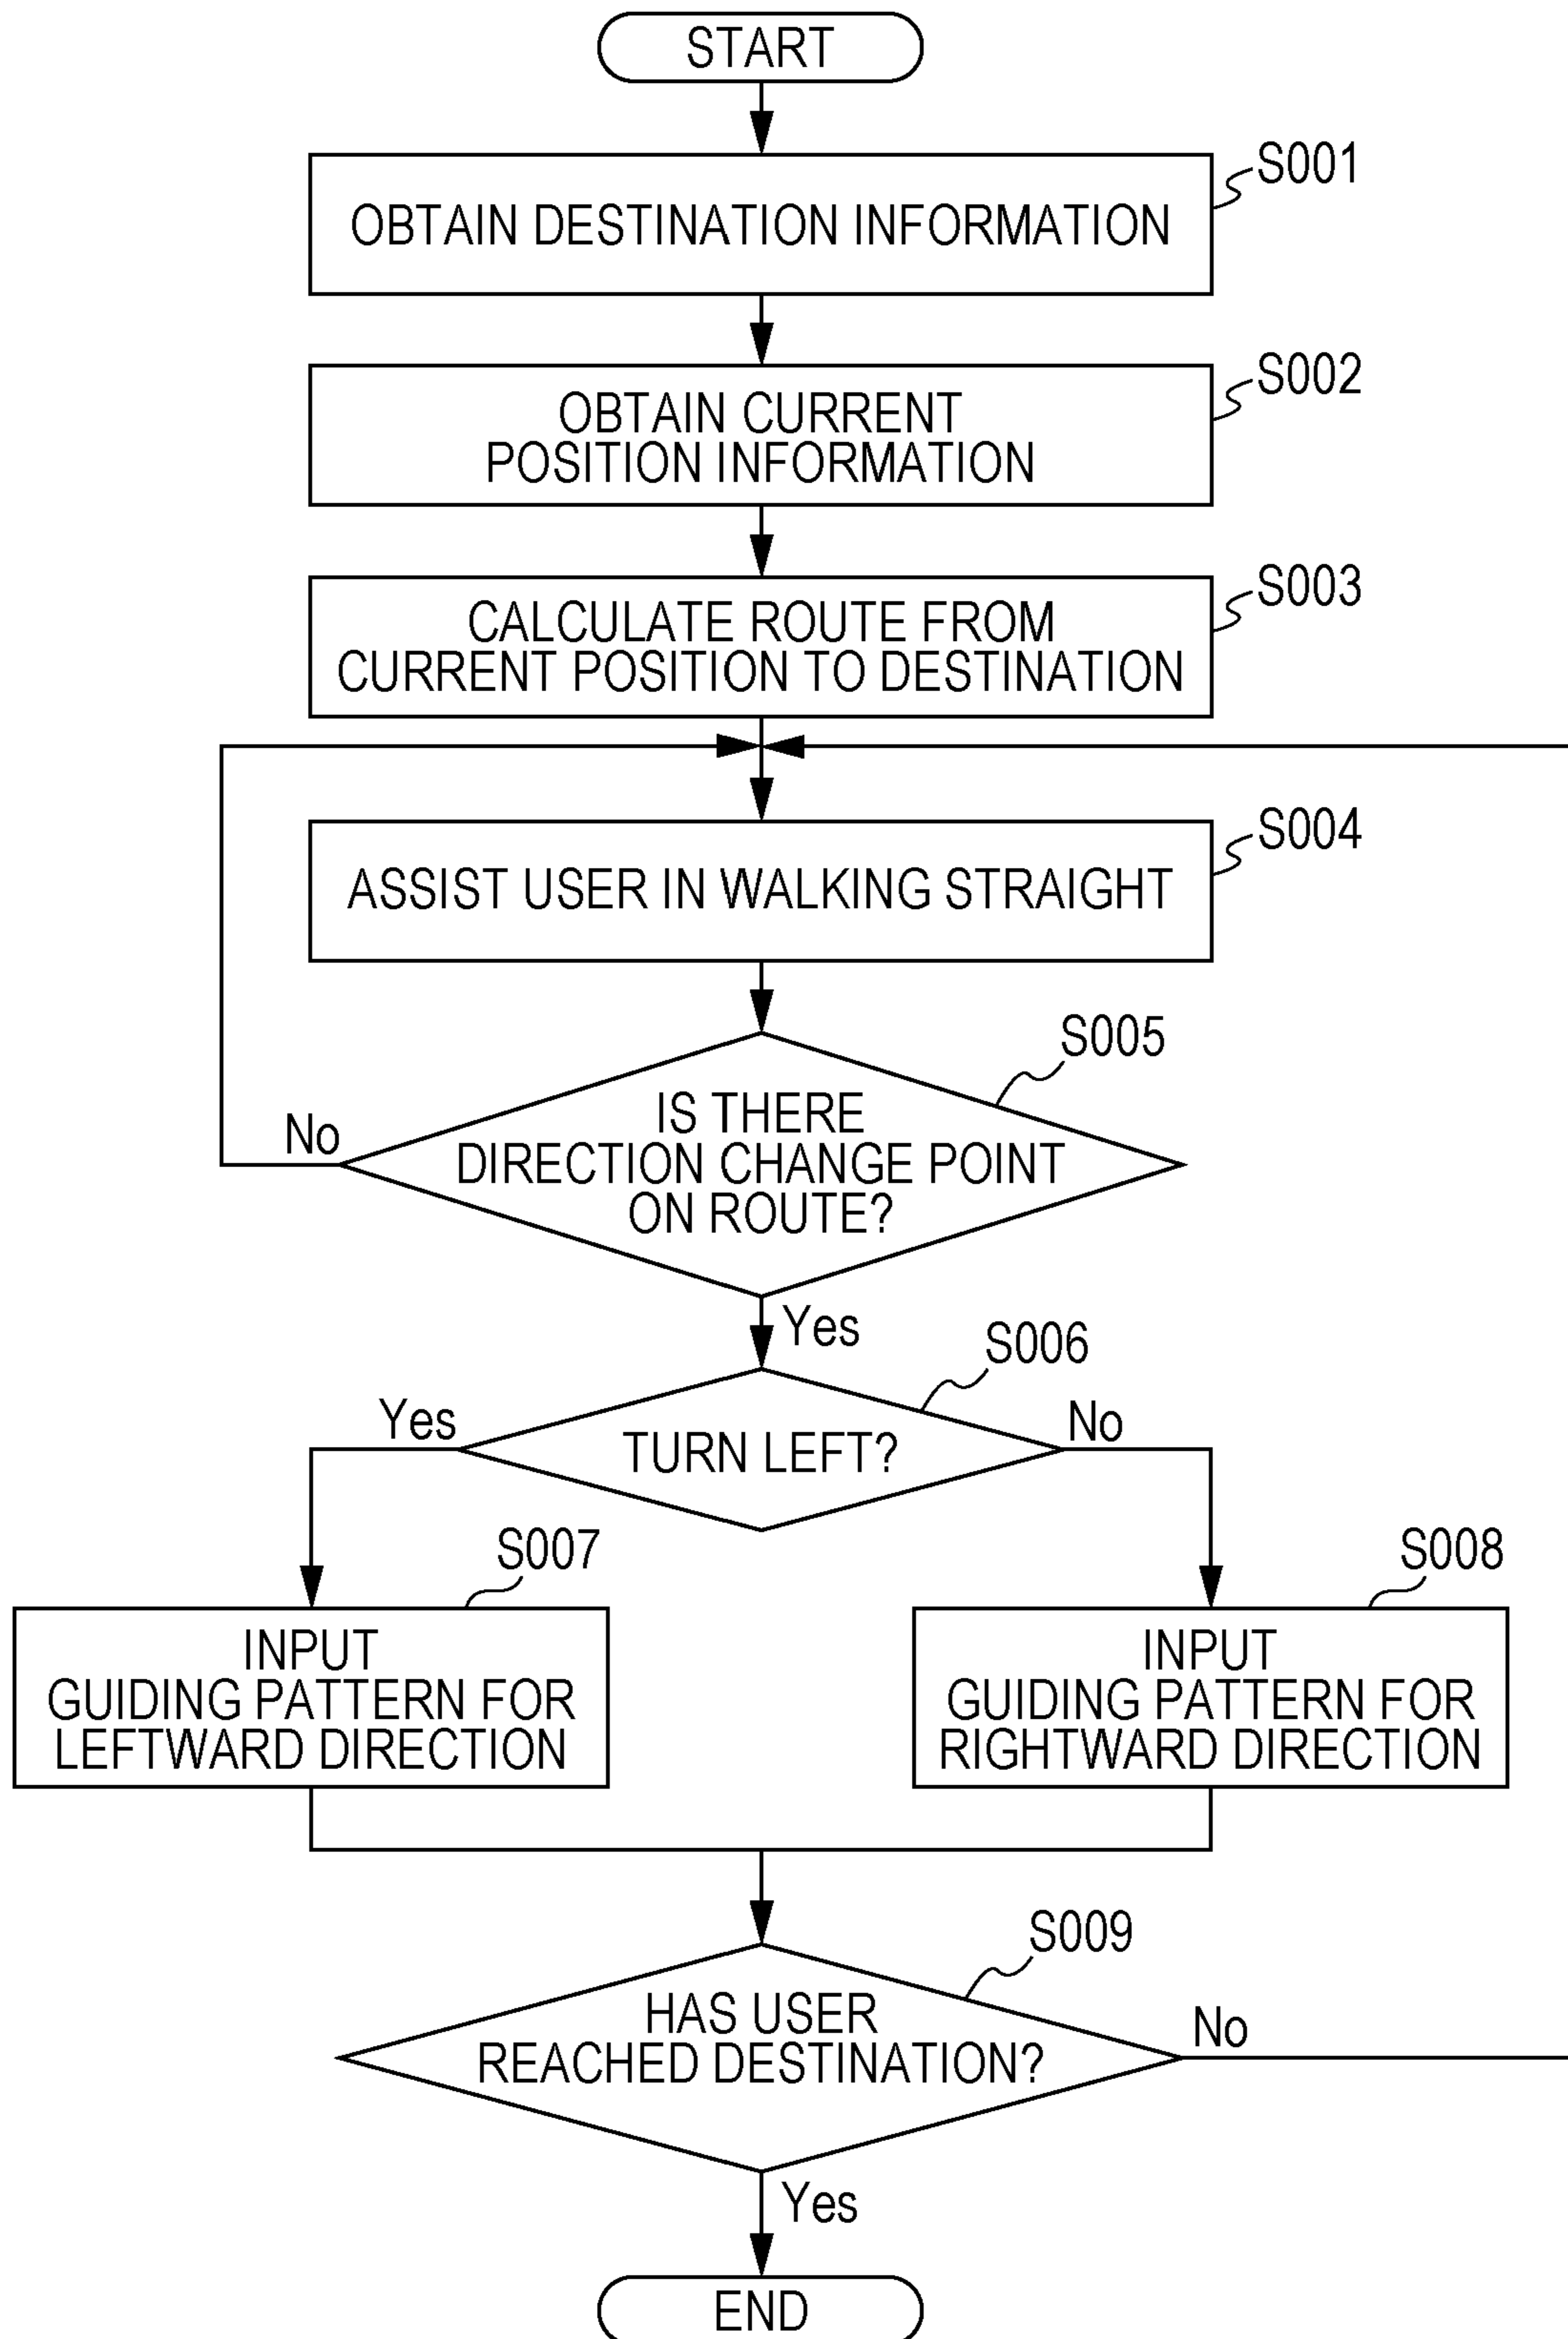 START
S001
OBTAIN DESTINATION INFORMATION
S002
OBTAIN CURRENT
POSITION INFORMATION
S003
CALCULATE ROUTE FROM
CURRENT POSITION TO DESTINATION
S004
ASSIST USER IN WALKING STRAIGHT
S005
IS THERE
DIRECTION CHANGE POINT
ON ROUTE?
No
Yes
S006
TURN LEFT?
Yes
No
S007
INPUT
GUIDING PATTERN FOR
LEFTWARD DIRECTION
S008
INPUT
GUIDING PATTERN FOR
RIGHTWARD DIRECTION
S009
HAS USER
REACHED DESTINATION?
No
Yes
END